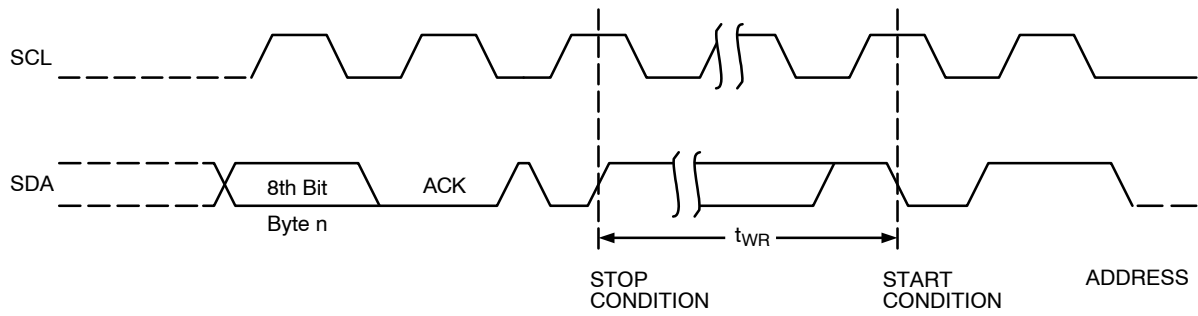 SCL
SDA
8th Bit
ACK
Byte n
tWR
STOP
CONDITION
START
CONDITION
ADDRESS